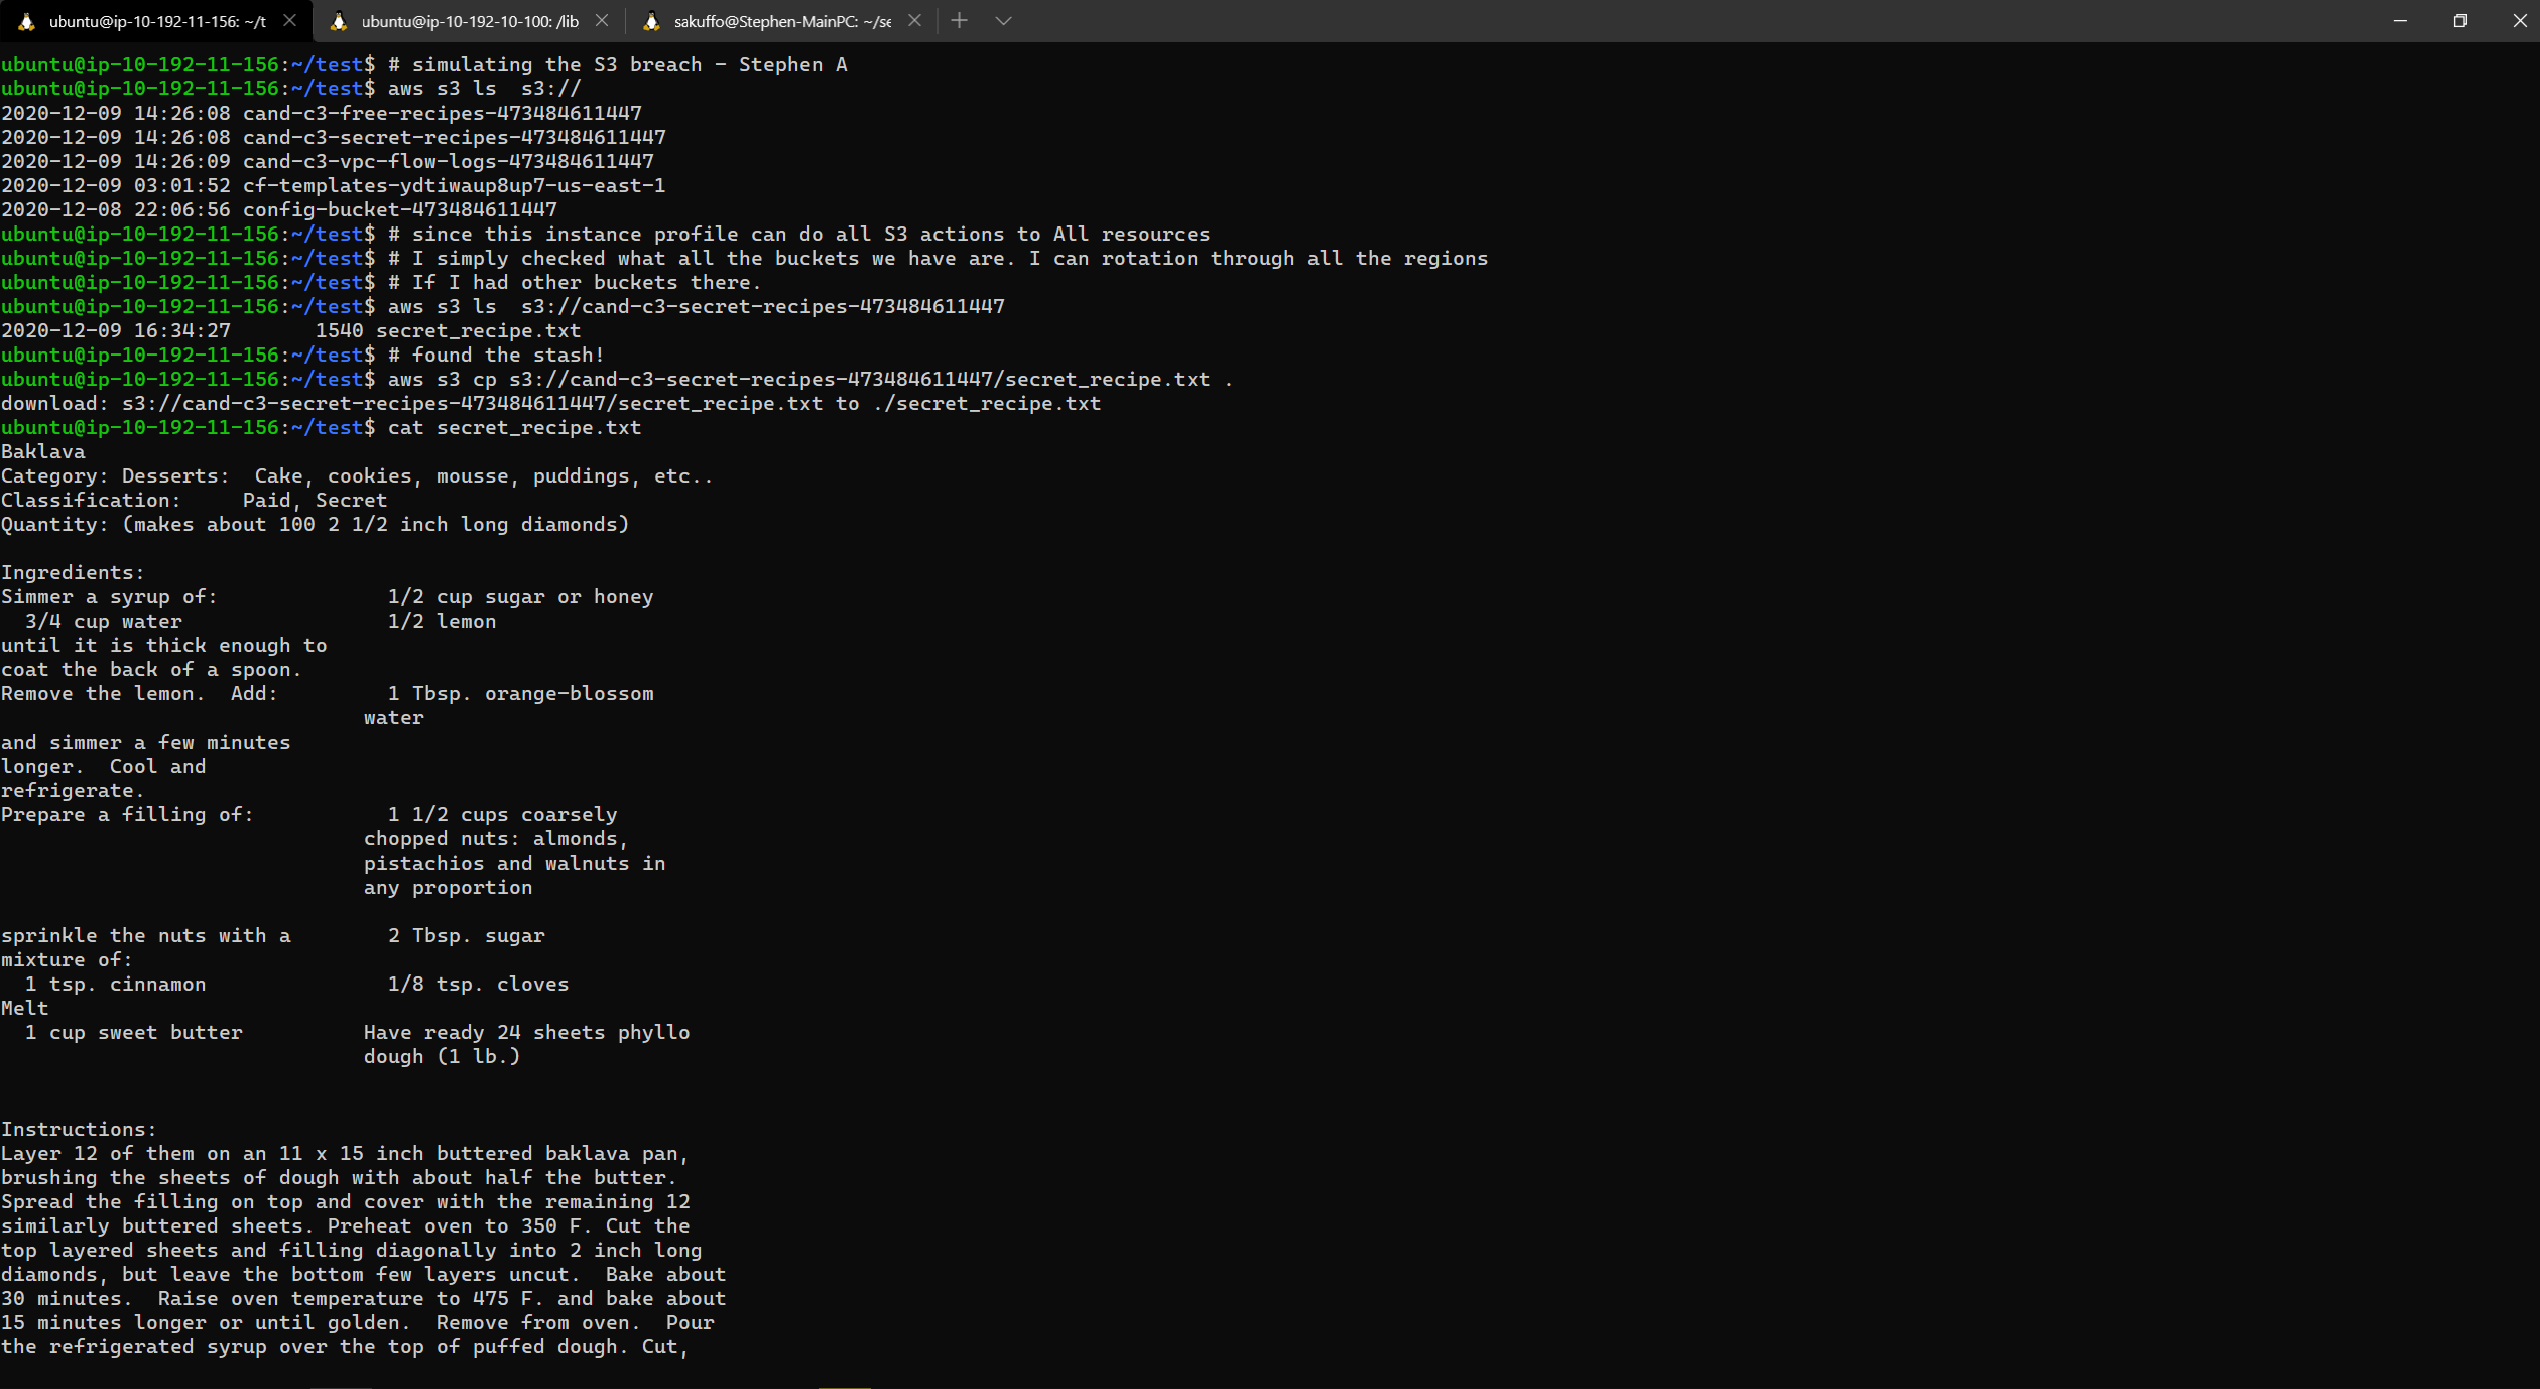 ubuntu@ip-10-192-11-156: ~/t
ubuntu@ip-10-192-10-100: /lib
sakuffo@Stephen-MainPC: ~/se
ubuntu@ip-10-192-11-156:~/test$ # simulating the S3 breach - Stephen A
ubuntu@ip-10-192-11-156:~/test$ aws s3 ls  s3://
2020-12-09 14:26:08 cand-c3-free-recipes-473484611447
2020-12-09 14:26:08 cand-c3-secret-recipes-473484611447
2020-12-09 14:26:09 cand-c3-vpc-flow-logs-473484611447
2020-12-09 03:01:52 cf-templates-ydtiwaup8up7-us-east-1
2020-12-08 22:06:56 config-bucket-473484611447
ubuntu@ip-10-192-11-156:~/test$ # since this instance profile can do all S3 actions to All resources
ubuntu@ip-10-192-11-156:~/test$ # I simply checked what all the buckets we have are. I can rotation through all the regions
ubuntu@ip-10-192-11-156:~/test$ # If I had other buckets there.
ubuntu@ip-10-192-11-156:~/test$ aws s3 ls  s3://cand-c3-secret-recipes-473484611447
2020-12-09 16:34:27       1540 secret_recipe.txt
ubuntu@ip-10-192-11-156:~/test$ # found the stash!
ubuntu@ip-10-192-11-156:~/test$ aws s3 cp s3://cand-c3-secret-recipes-473484611447/secret_recipe.txt .
download: s3://cand-c3-secret-recipes-473484611447/secret_recipe.txt to ./secret_recipe.txt
ubuntu@ip-10-192-11-156:~/test$ cat secret_recipe.txt
Baklava
Category: Desserts:  Cake, cookies, mousse, puddings, etc..
Classification:     Paid, Secret
Quantity: (makes about 100 2 1/2 inch long diamonds)
Ingredients:
Simmer a syrup of:              1/2 cup sugar or honey
  3/4 cup water                 1/2 lemon
until it is thick enough to
coat the back of a spoon.
Remove the lemon.  Add:         1 Tbsp. orange-blossom
                              water
and simmer a few minutes
longer.  Cool and
refrigerate.
Prepare a filling of:           1 1/2 cups coarsely
                              chopped nuts: almonds,
                              pistachios and walnuts in
                              any proportion
sprinkle the nuts with a        2 Tbsp. sugar
mixture of:
  1 tsp. cinnamon               1/8 tsp. cloves
Melt
  1 cup sweet butter          Have ready 24 sheets phyllo
                              dough (1 lb.)
Instructions:
Layer 12 of them on an 11 x 15 inch buttered baklava pan,
brushing the sheets of dough with about half the butter.
Spread the filling on top and cover with the remaining 12
similarly buttered sheets. Preheat oven to 350 F. Cut the
top layered sheets and filling diagonally into 2 inch long
diamonds, but leave the bottom few layers uncut.  Bake about
30 minutes.  Raise oven temperature to 475 F. and bake about
15 minutes longer or until golden.  Remove from oven.  Pour
the refrigerated syrup over the top of puffed dough. Cut,